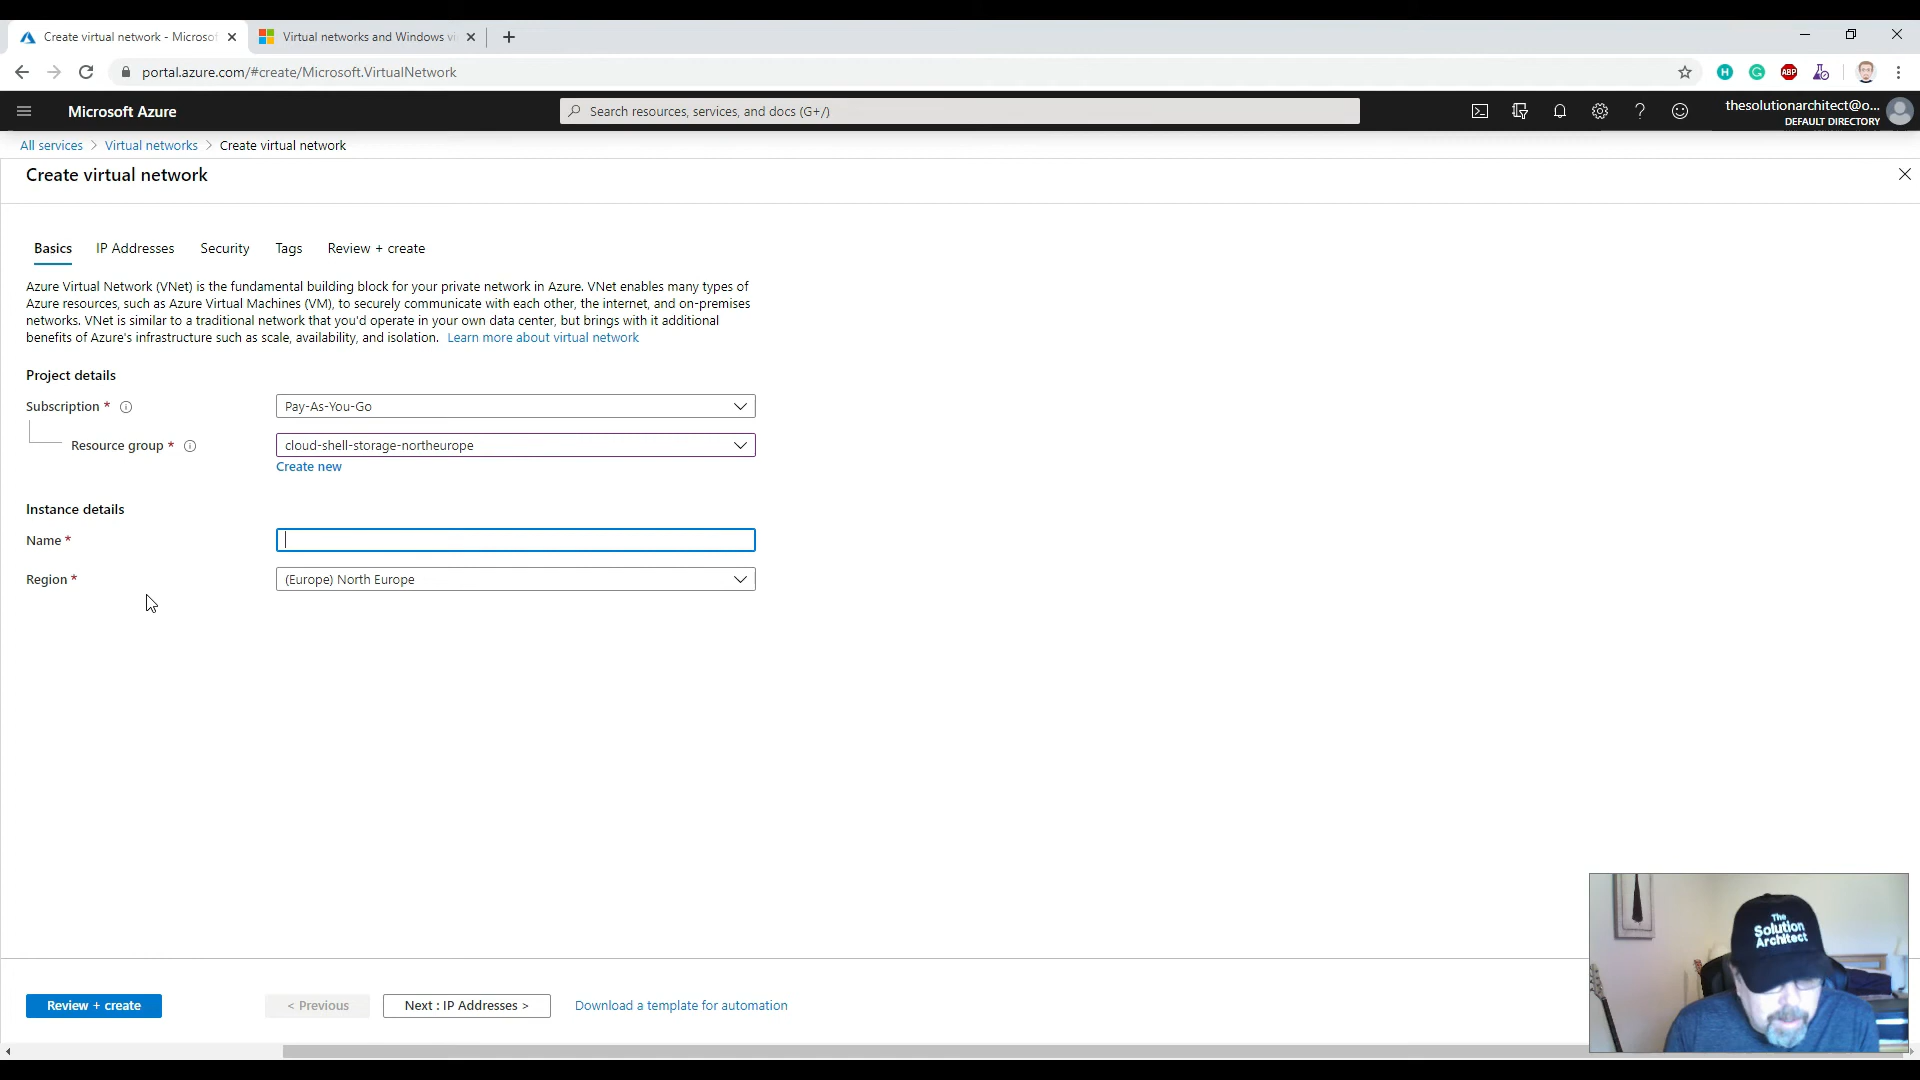 Create virtual network - Microsof
Virtual networks and Windows vi
portal.azure.com/#create/Microsoft.VirtualNetwork
H
G
ABP
Microsoft Azure
Search resources, services, and docs (G+/)
thesolutionarchitect@o...
DEFAULT DIRECTORY
All services > Virtual networks > Create virtual network
Create virtual network
Basics
IP Addresses
Security
Tags
Review + create
Azure Virtual Network (VNet) is the fundamental building block for your private network in Azure. VNet enables many types of
Azure resources, such as Azure Virtual Machines (VM), to securely communicate with each other, the internet, and on-premises
networks. VNet is similar to a traditional network that you'd operate in your own data center, but brings with it additional
benefits of Azure's infrastructure such as scale, availability, and isolation. Learn more about virtual network
Project details
Subscription *
Pay-As-You-Go
Resource group *
cloud-shell-storage-northeurope
Create new
Instance details
Name *
Region *
(Europe) North Europe
Review + create
< Previous
Next : IP Addresses >
Download a template for automation
The
Solution
Architect